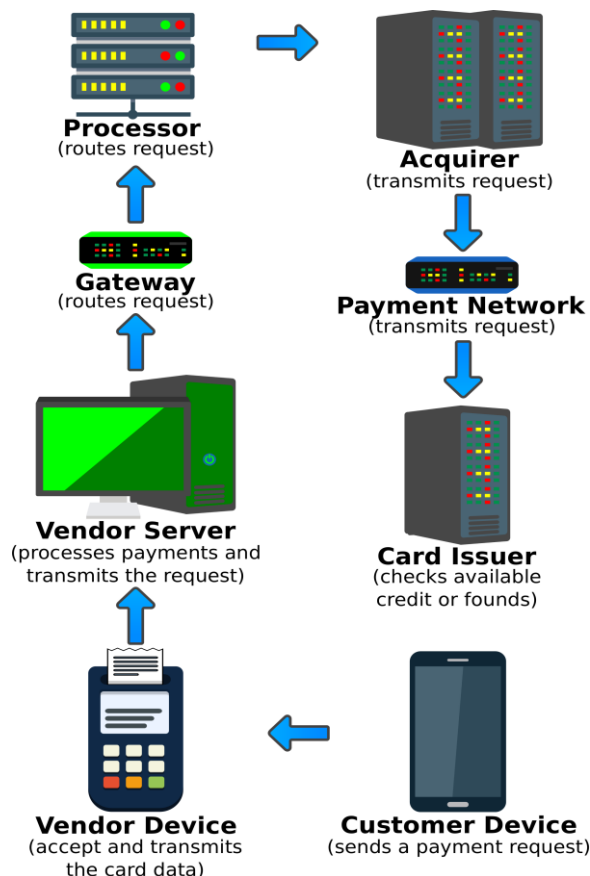 Processor
(routes request)
Acquirer
(transmits request)
Gateway
(routes request)
Payment Network
(transmits request)
Vendor Server
(processes payments and
transmits the request)
Card Issuer
(checks available
credit or founds)
Vendor Device
(accept and transmits
the card data)
Customer Device
(sends a payment request)